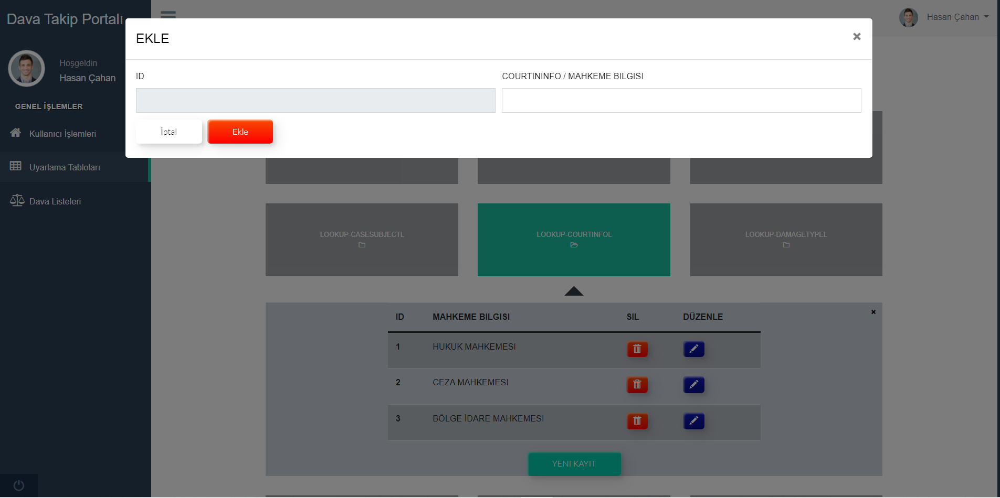 Dava Takip Portalı
Hasan Çahan
Hoşgeldin
Hasan Çahan
GENEL İŞLEMLER
Kullanıcı İşlemleri
Uyarlama Tabloları
Dava Listeleri
EKLE
ID
COURTININFO / MAHKEME BILGISI
İptal
Ekle
LOOKUP-CASESUBJECTL
LOOKUP-COURTINFOL
LOOKUP-DAMAGETYPEL
ID MAHKEME BILGISI SIL DÜZENLE
1 HUKUK MAHKEMESI
2 CEZA MAHKEMESI
3 BÖLGE İDARE MAHKEMESI
YENI KAYIT